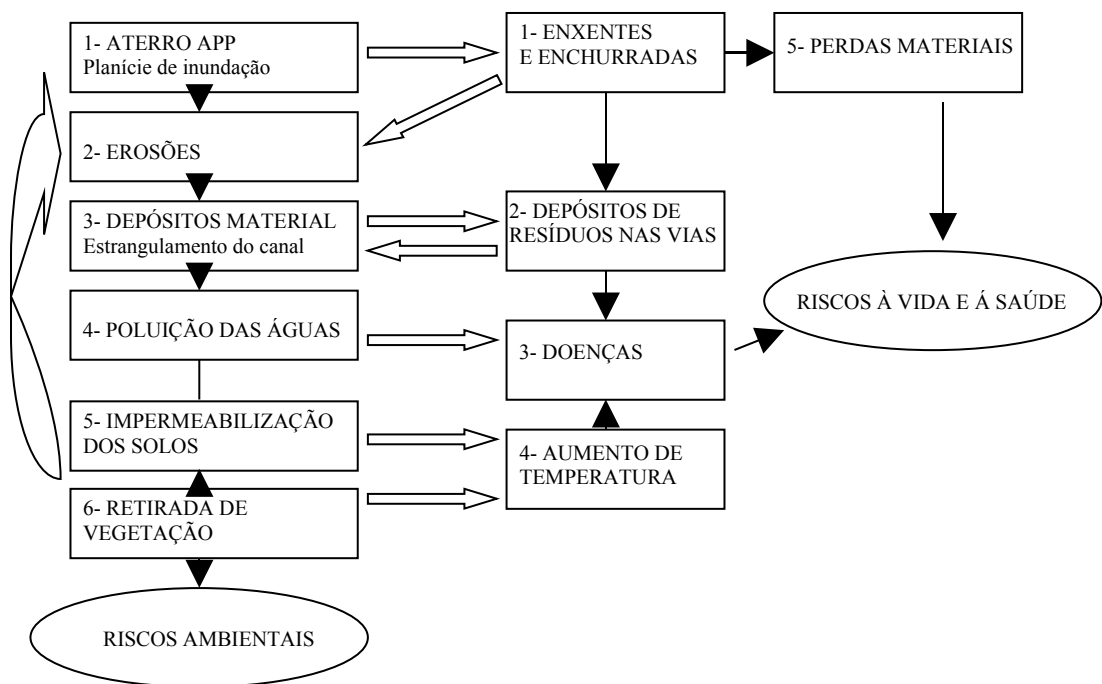 1- ATERRO APP
Planície de inundação
2- EROSÕES
3- DEPÓSITOS MATERIAL
Estrangulamento do canal
4- POLUIÇÃO DAS ÁGUAS
5- IMPERMEABILIZAÇÃO
DOS SOLOS
6- RETIRADA DE
VEGETAÇÃO
RISCOS AMBIENTAIS
1- ENXENTES
E ENCHURRADAS
2- DEPÓSITOS DE
RESÍDUOS NAS VIAS
3- DOENÇAS
4- AUMENTO DE
TEMPERATURA
5- PERDAS MATERIAIS
RISCOS À VIDA E Á SAÚDE